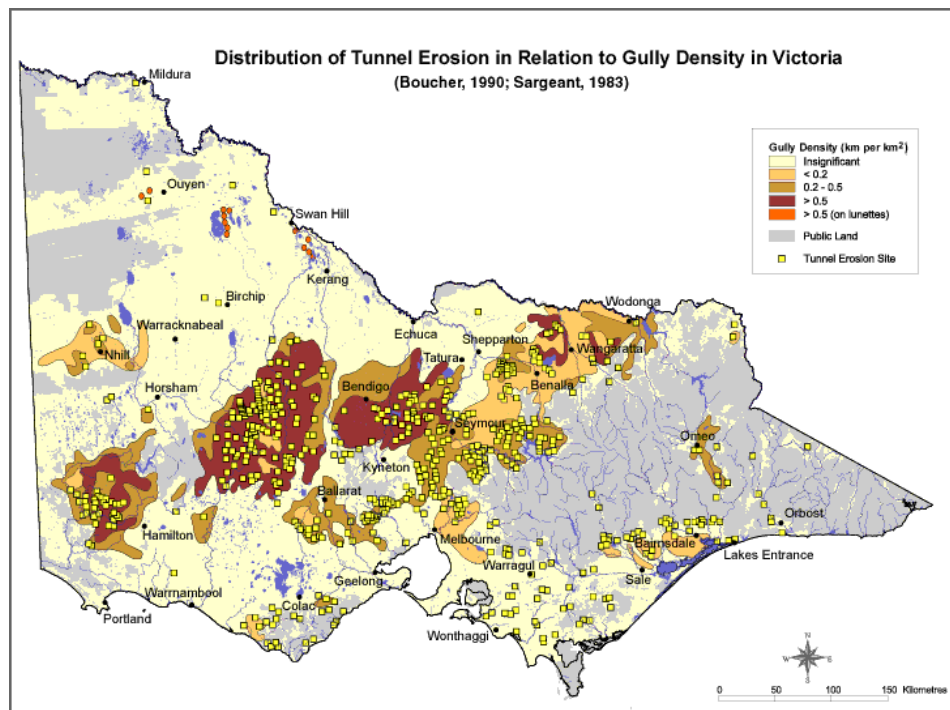 Distribution of Tunnel Erosion in Relation to Gully Density in Victoria
(Boucher, 1990; Sargeant, 1983)
Mildura
Gully Density (km per km²)
Insignificant
< 0.2
0.2 - 0.5
> 0.5
> 0.5 (on lunettes)
Public Land
Tunnel Erosion Site
Ouyen
Swan Hill
Kerang
Birchip
Wodonga
Warracknabeal
Echuca
Shepparton
Nhill
Tatura
Wangaratta
Benalla
Horsham
Bendigo
Seymour
Omeo
Kyneton
Ballarat
Orbost
Hamilton
Melbourne
Bairnsdale
Lakes Entrance
Geelong
Warragul
Sale
Warrnambool
Colac
Portland
Wonthaggi
N
W
E
S
0 50 100 150 Kilometres